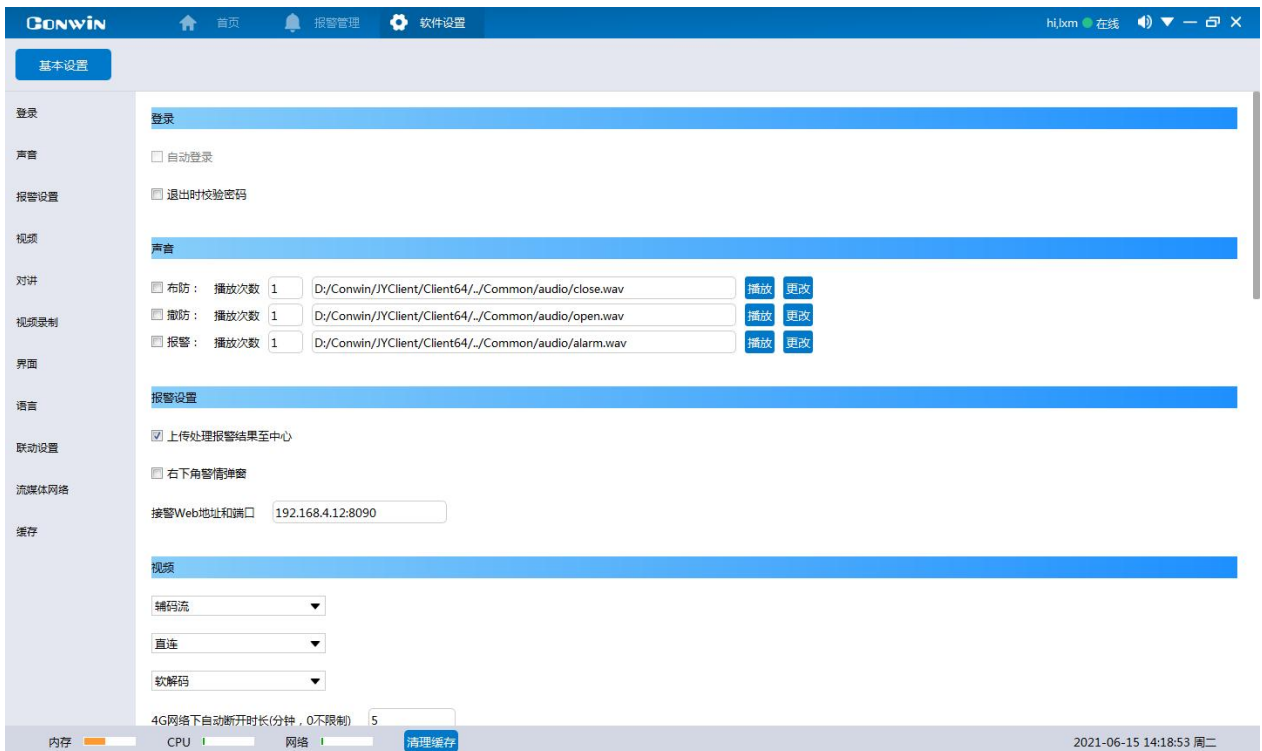 CONWIN 首页 报警管理 软件设置 hi,lxm 在线
基本设置
登录
声音
报警设置
视频
对讲
视频录制
界面
语言
联动设置
流媒体网络
缓存
登录
自动登录
退出时校验密码
声音
布防: 播放次数 1 D:/Conwin/JYClient/Client64/../Common/audio/close.wav 播放 更改
撤防: 播放次数 1 D:/Conwin/JYClient/Client64/../Common/audio/open.wav 播放 更改
报警: 播放次数 1 D:/Conwin/JYClient/Client64/../Common/audio/alarm.wav 播放 更改
报警设置
上传处理报警结果至中心
右下角警情弹窗
接警Web地址和端口 192.168.4.12:8090
视频
辅码流
直连
软解码
4G网络下自动断开时长(分钟，0不限制) 5
内存 CPU 网络 清理缓存 2021-06-15 14:18:53 周二